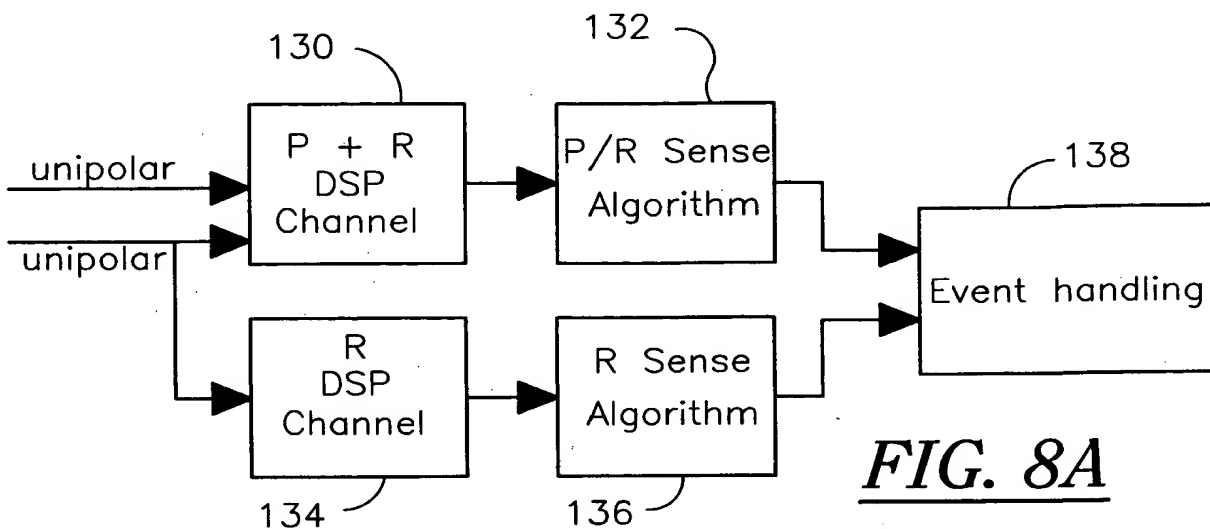 130
132
unipolar
P + R
DSP
Channel
P/R Sense
Algorithm
138
unipolar
Event handling
R
DSP
Channel
R Sense
Algorithm
134
136
FIG. 8A